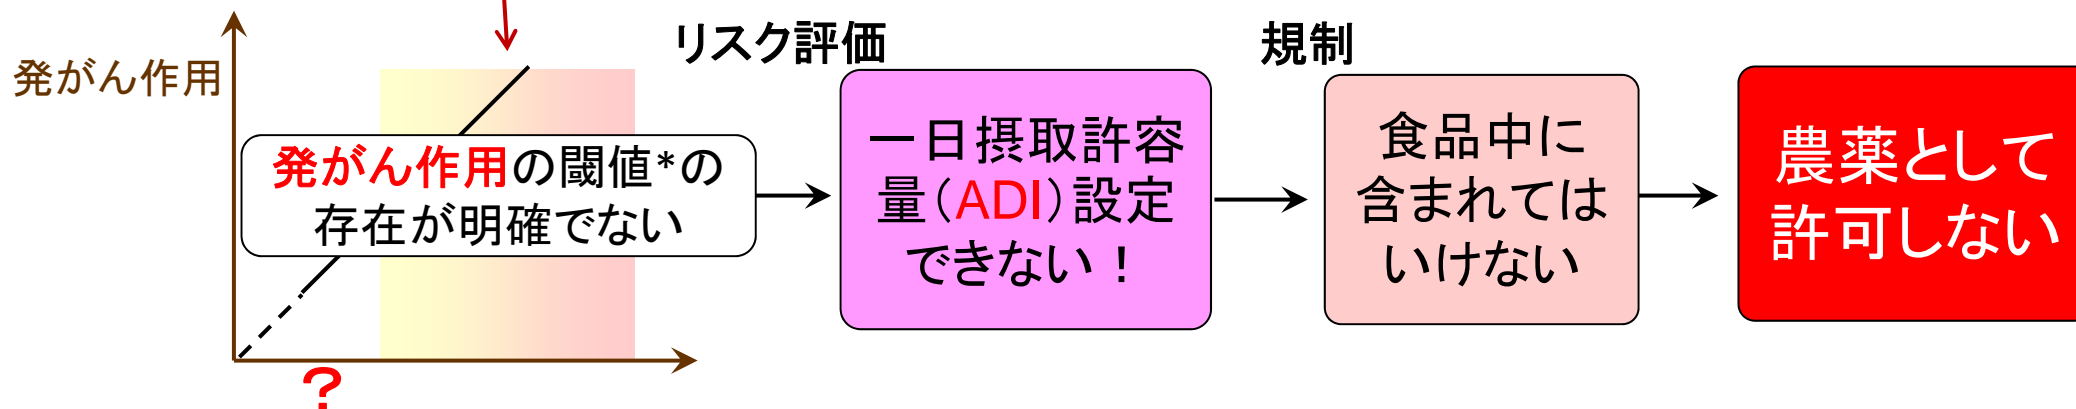 発がん作用
発がん作用の閾値*の
存在が明確でない
?
リスク評価
一日摂取許容
量(ADI)設定
できない!
規制
食品中に
含まれては
いけない
農薬として
許可しない